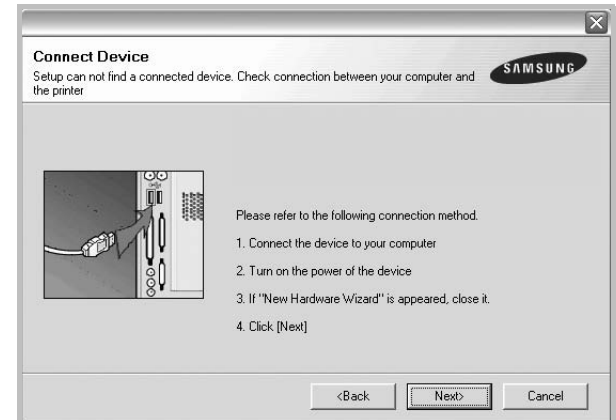 Connect Device
Setup can not find a connected device. Check connection between your computer and
the printer
SAMSUNG
Please refer to the following connection method.
1. Connect the device to your computer
2. Turn on the power of the device
3. If "New Hardware Wizard" is appeared, close it.
4. Click [Next]
<Back
Next>
Cancel